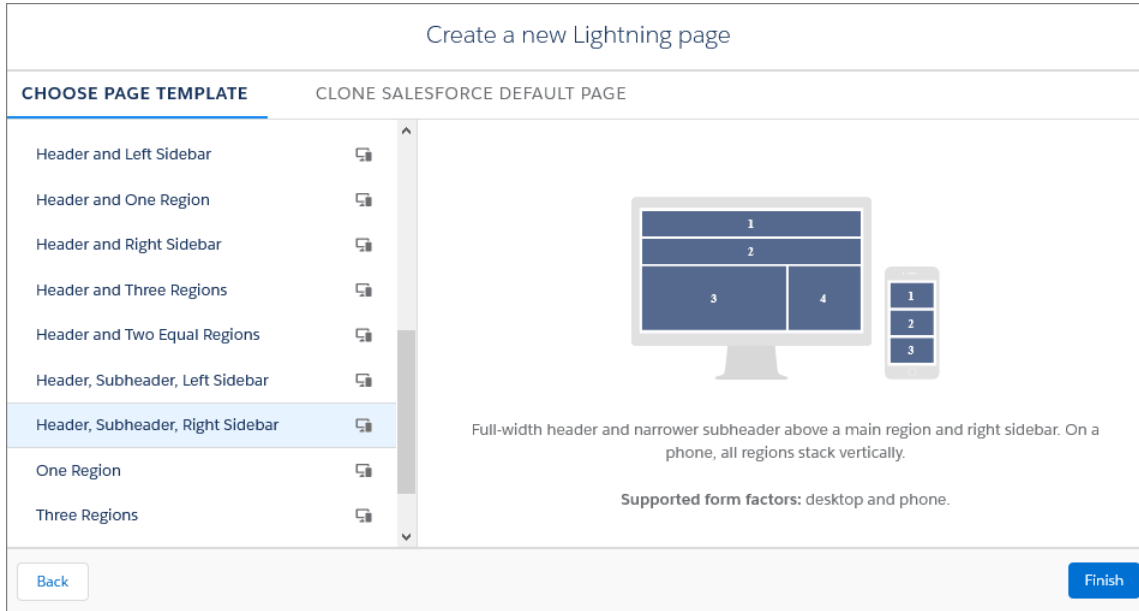 Create a new Lightning page
CHOOSE PAGE TEMPLATE
CLONE SALESFORCE DEFAULT PAGE
Header and Left Sidebar
Header and One Region
Header and Right Sidebar
Header and Three Regions
Header and Two Equal Regions
Header, Subheader, Left Sidebar
Header, Subheader, Right Sidebar
One Region
Three Regions
1
2
3
4
1
2
3
Full-width header and narrower subheader above a main region and right sidebar. On a
phone, all regions stack vertically.
Supported form factors: desktop and phone.
Back
Finish